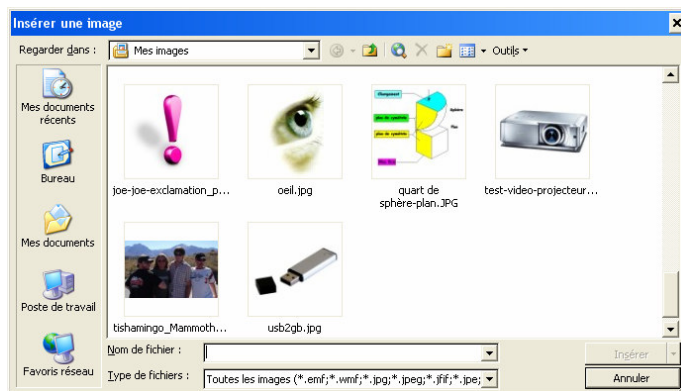 Insérer une image
Regarder dans :
Mes images
Outils
Mes documents
récents
Bureau
Mes documents
Poste de travail
Favoris réseau
joe-joe-exclamation_p...
oeil.jpg
quart de
sphère-plan.JPG
test-video-projecteur...
tishamingo_Mammoth...
usb2gb.jpg
Nom de fichier :
Insérer
Type de fichiers :
Toutes les images (*.emf;*.wmf;*.jpg;*.jpeg;*.jfif;*.jpe;
Annuler